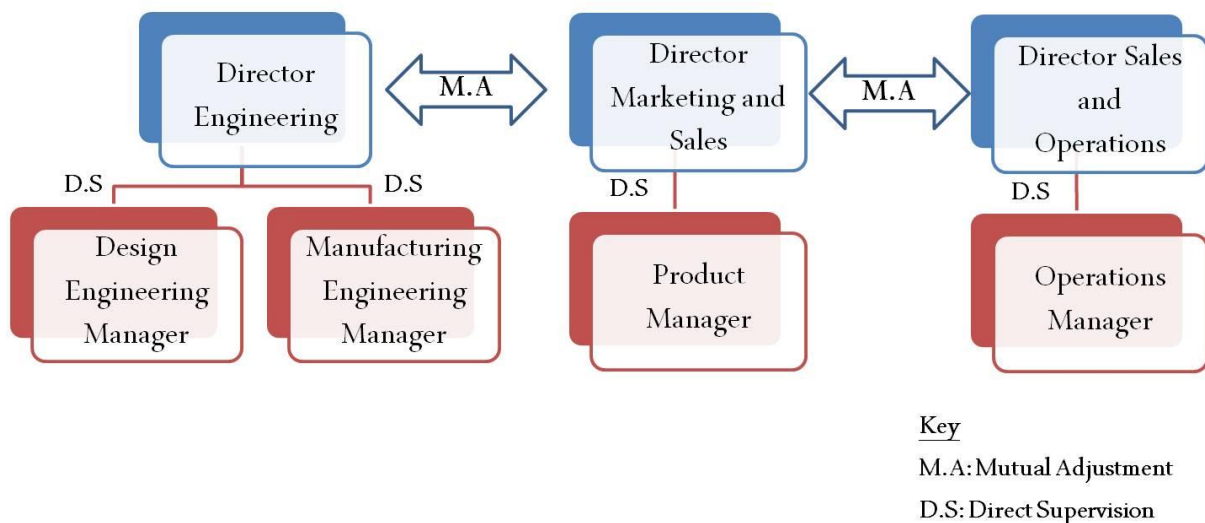 Director
Engineering
M.A
Director
Marketing and
Sales
M.A
Director Sales
and
Operations
D.S
D.S
D.S
D.S
Design
Engineering
Manager
Manufacturing
Engineering
Manager
Product
Manager
Operations
Manager
Key
M.A: Mutual Adjustment
D.S: Direct Supervision